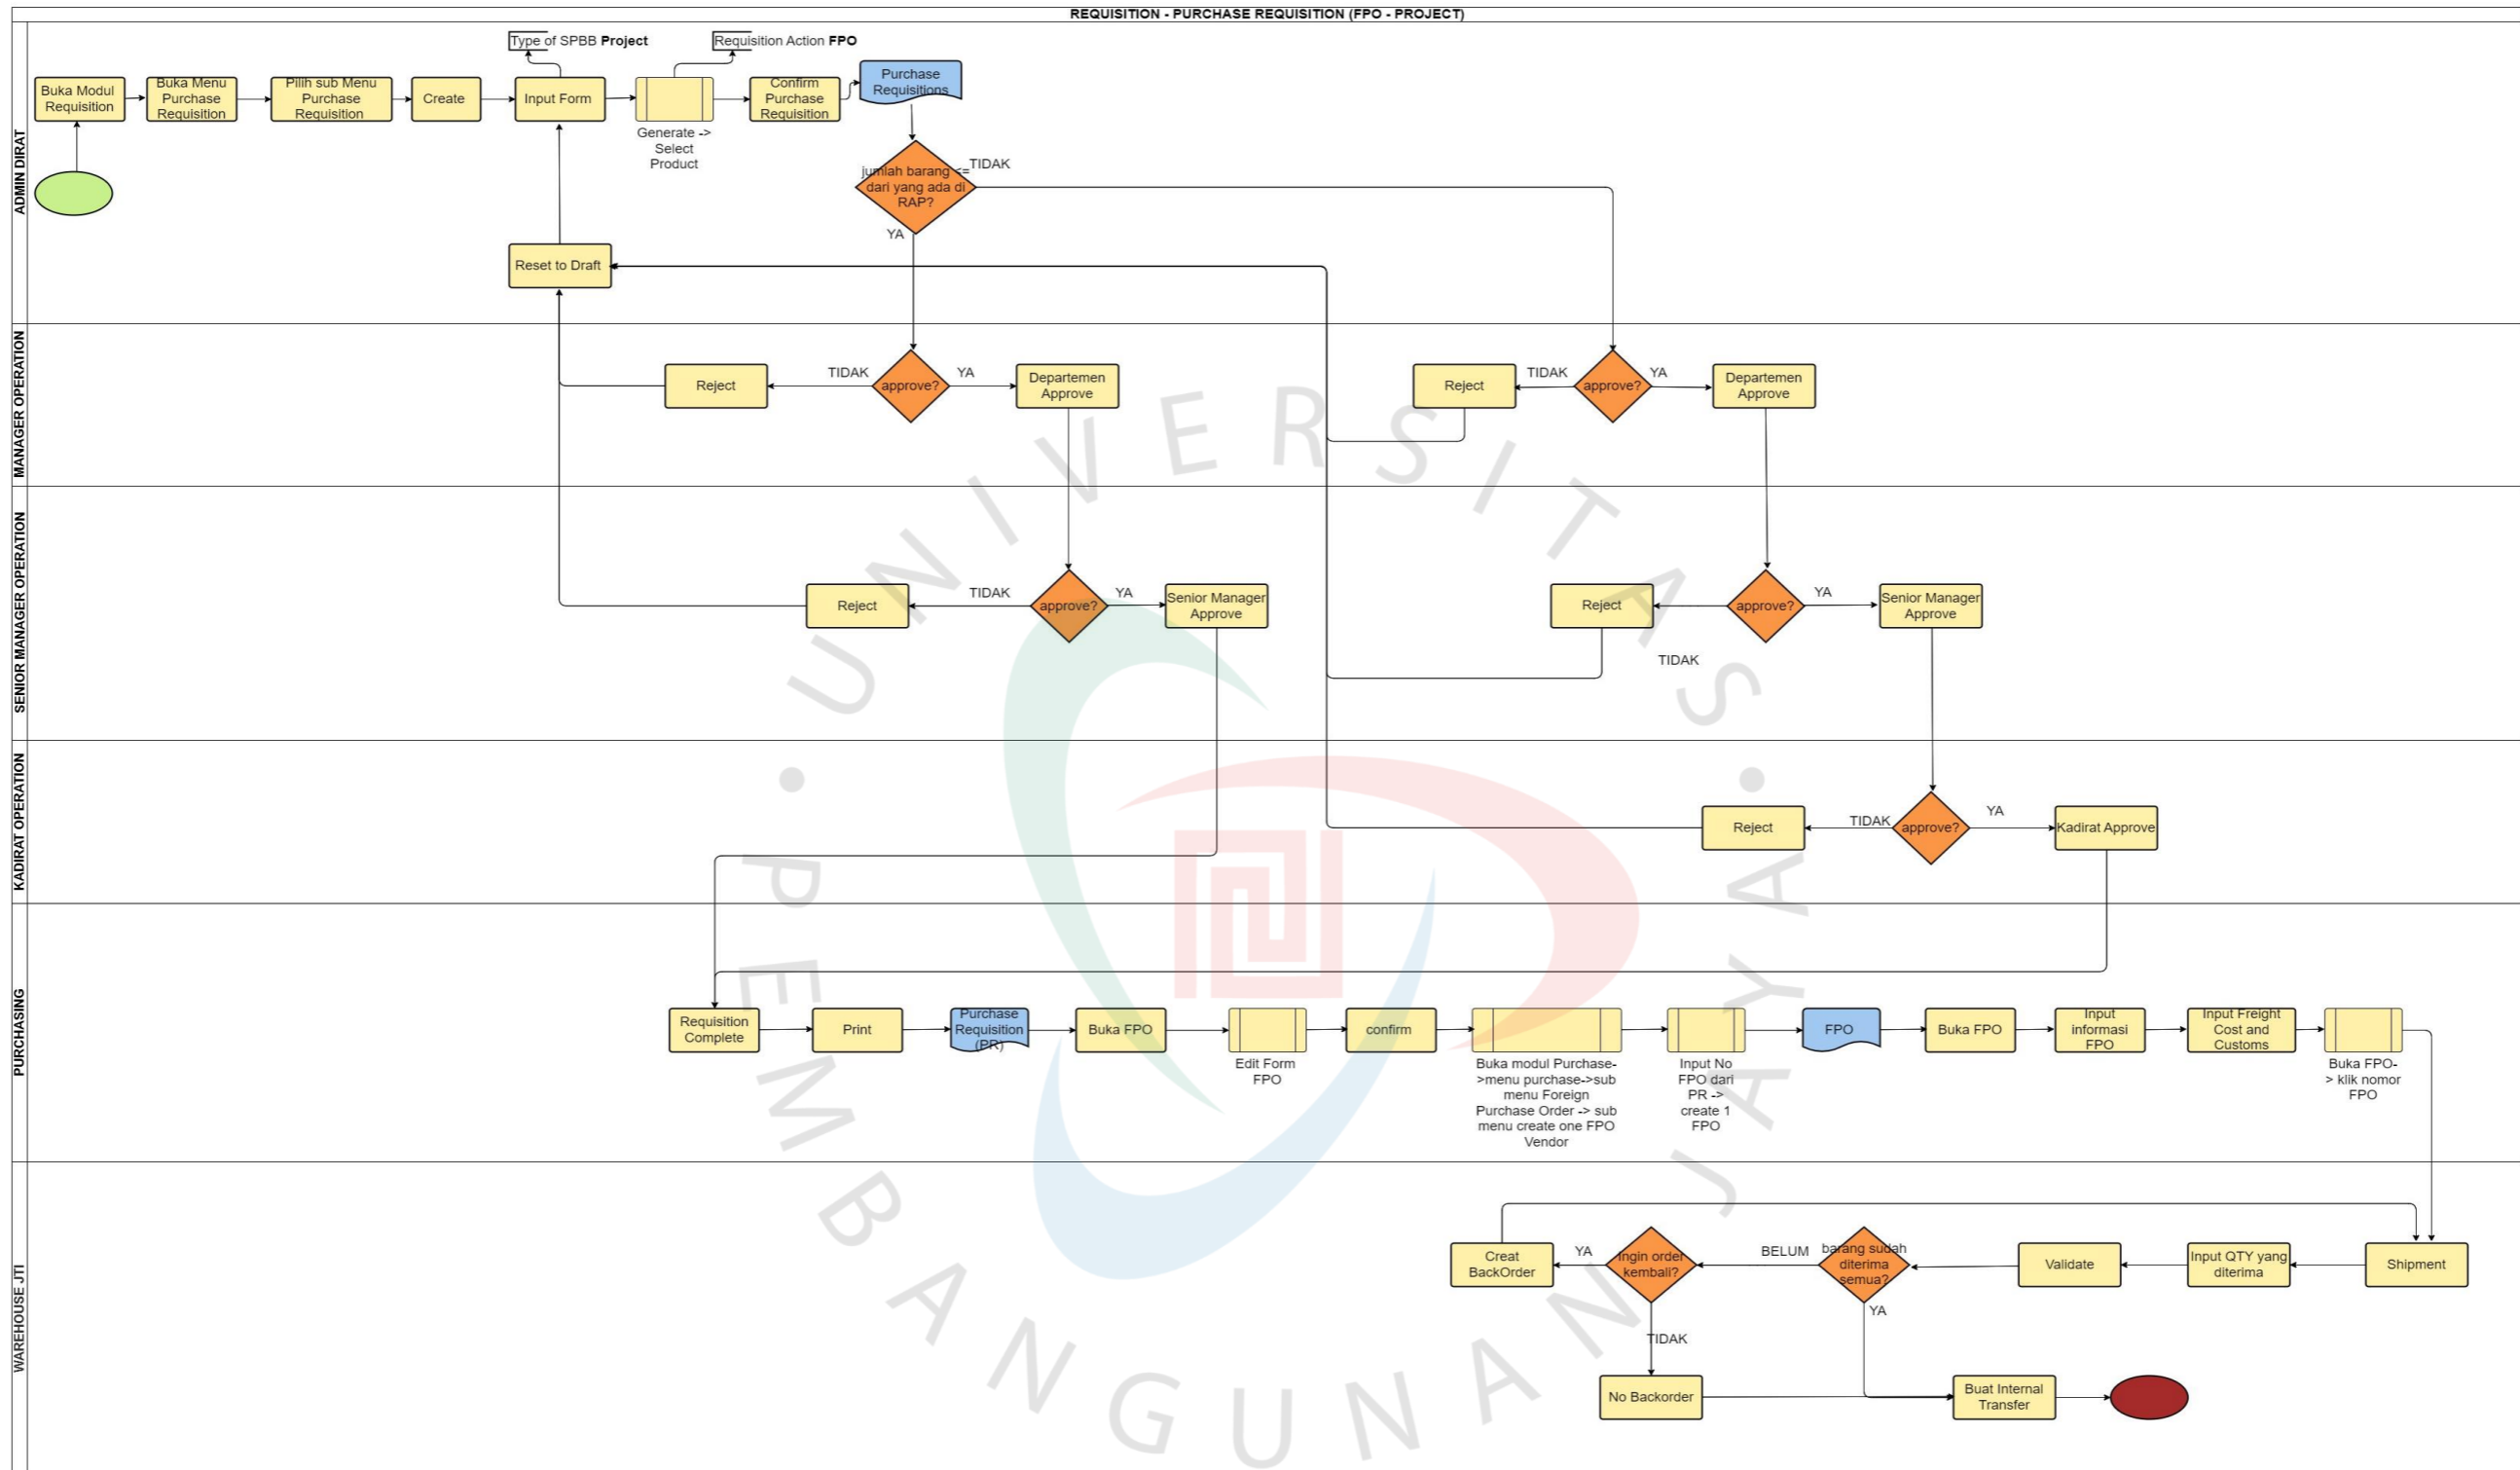 REQUISITION - PURCHASE REQUISITION (FPO - PROJECT)
ADMIN DIRAT
Type of SPBB Project
Requisition Action FPO
Buka Modul
Requisition
Buka Menu
Purchase
Requisition
Pilih sub Menu
Purchase
Requisition
Create
Input Form
Generate ->
Select
Product
Confirm
Purchase
Requisition
Purchase
Requisitions
jumlah barang <=
dari yang ada di
RAP?
TIDAK
YA
Reset to Draft
MANAGER OPERATION
Reject
TIDAK
approve?
YA
Departemen
Approve
Reject
TIDAK
approve?
YA
Departemen
Approve
SENIOR MANAGER OPERATION
Reject
TIDAK
approve?
YA
Senior Manager
Approve
Reject
approve?
YA
Senior Manager
Approve
TIDAK
KADIRAT OPERATION
Reject
TIDAK
approve?
YA
Kadirat Approve
PURCHASING
Requisition
Complete
Print
Purchase
Requisition
(PR)
Buka FPO
Edit Form
FPO
confirm
Buka modul Purchase-
>menu purchase->sub
menu Foreign
Purchase Order -> sub
menu create one FPO
Vendor
Input No
FPO dari
PR ->
create 1
FPO
FPO
Buka FPO
Input
informasi
FPO
Input Freight
Cost and
Customs
Buka FPO-
> klik nomor
FPO
WAREHOUSE JTI
Creat
BackOrder
YA
Ingin order
kembali?
BELUM
barang sudah
diterima
semua?
Validate
Input QTY yang
diterima
Shipment
YA
TIDAK
No Backorder
Buat Internal
Transfer
UNIVERSITAS
PEMBANGUNAN JAYA